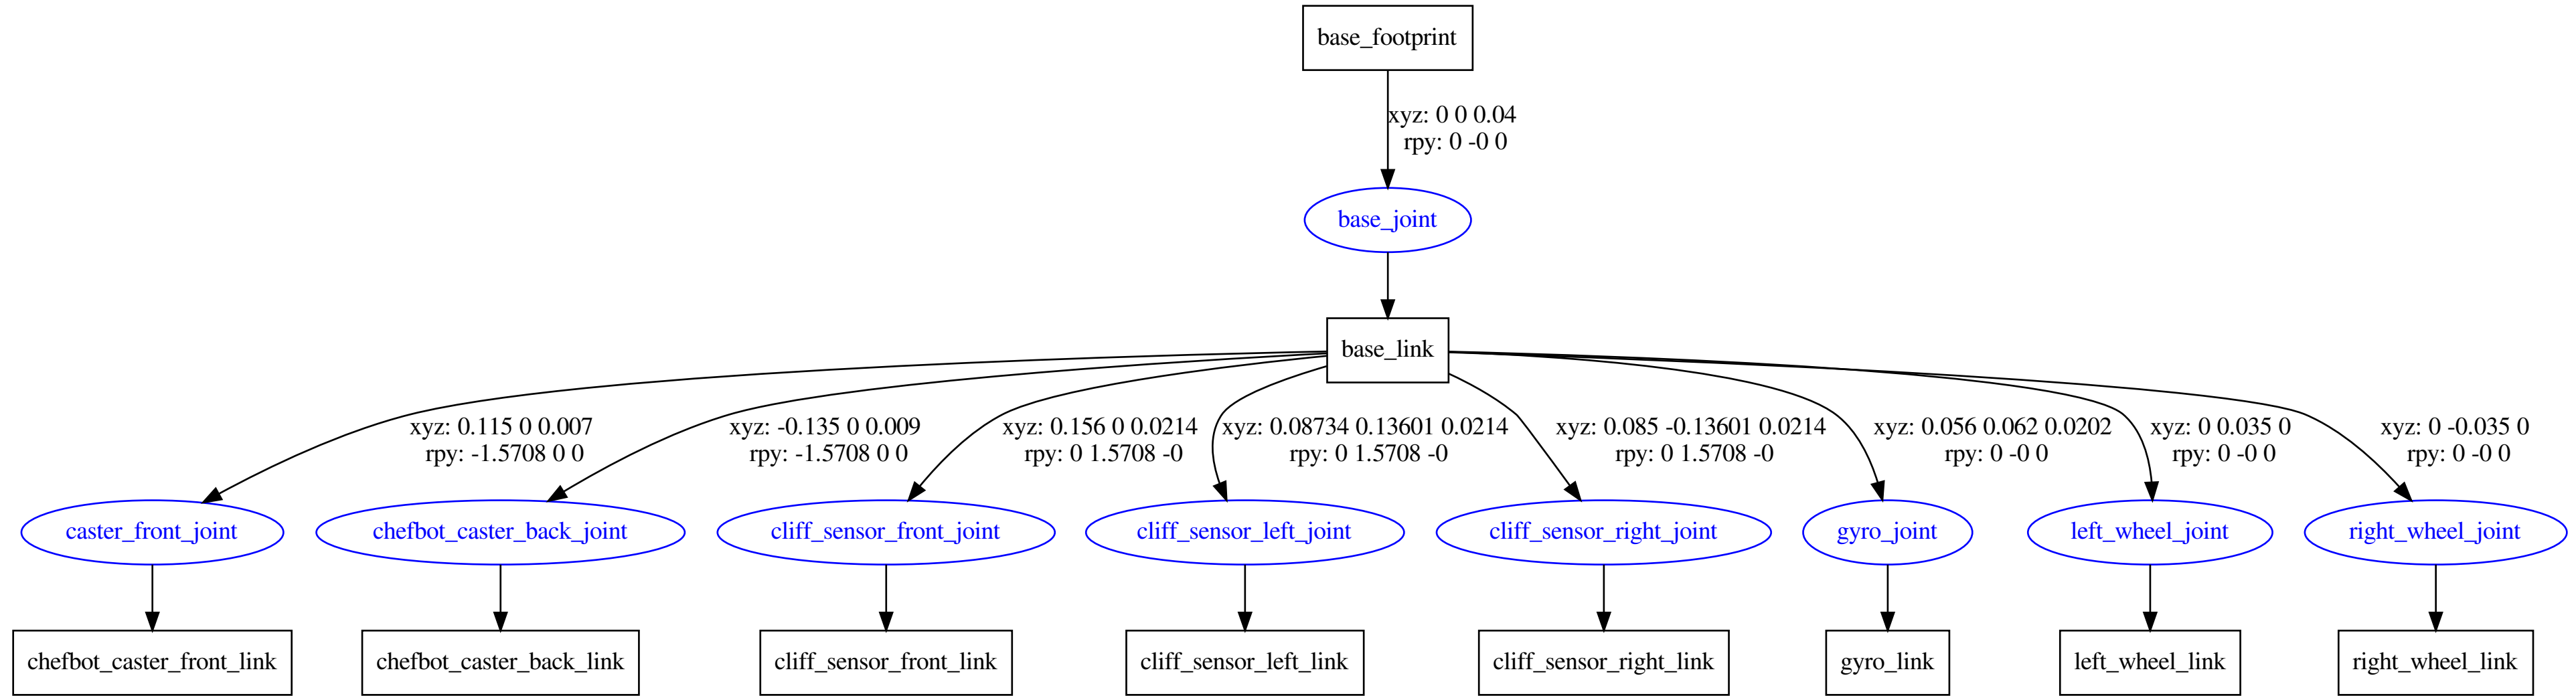 base_footprint
xyz: 0 0 0.04
rpy: 0 -0 0
base_joint
base_link
xyz: 0.115 0 0.007
rpy: -1.5708 0 0
xyz: -0.135 0 0.009
rpy: -1.5708 0 0
xyz: 0.156 0 0.0214
rpy: 0 1.5708 -0
xyz: 0.08734 0.13601 0.0214
rpy: 0 1.5708 -0
xyz: 0.085 -0.13601 0.0214
rpy: 0 1.5708 -0
xyz: 0.056 0.062 0.0202
rpy: 0 -0 0
xyz: 0 0.035 0
rpy: 0 -0 0
xyz: 0 -0.035 0
rpy: 0 -0 0
caster_front_joint
chefbot_caster_back_joint
cliff_sensor_front_joint
cliff_sensor_left_joint
cliff_sensor_right_joint
gyro_joint
left_wheel_joint
right_wheel_joint
chefbot_caster_front_link
chefbot_caster_back_link
cliff_sensor_front_link
cliff_sensor_left_link
cliff_sensor_right_link
gyro_link
left_wheel_link
right_wheel_link